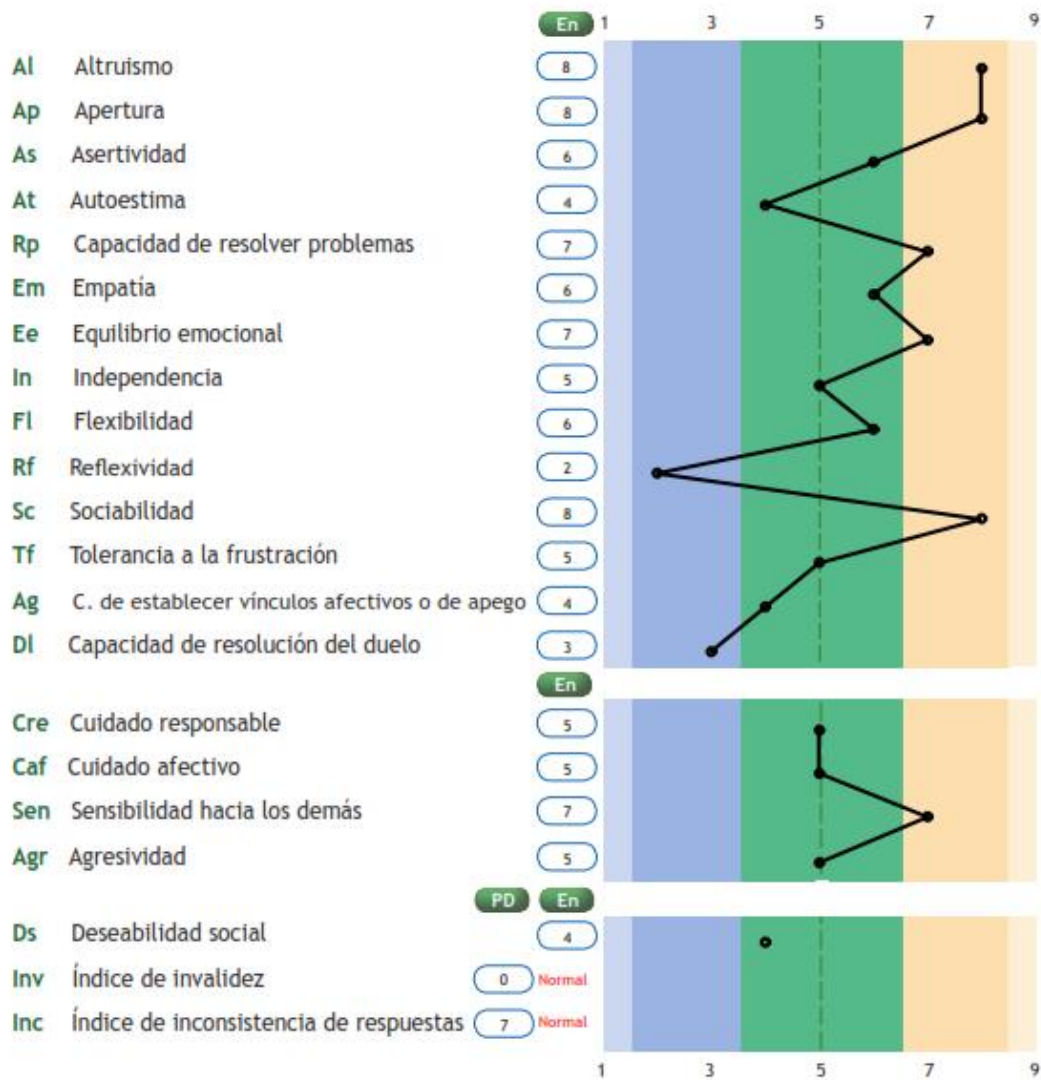 En 1 3 5 7 9
Al Altruismo 8
Ap Apertura 8
As Asertividad 6
At Autoestima 4
Rp Capacidad de resolver problemas 7
Em Empatía 6
Ee Equilibrio emocional 7
In Independencia 5
Fl Flexibilidad 6
Rf Reflexividad 2
Sc Sociabilidad 8
Tf Tolerancia a la frustración 5
Ag C. de establecer vínculos afectivos o de apego 4
Dl Capacidad de resolución del duelo 3
En
Cre Cuidado responsable 5
Caf Cuidado afectivo 5
Sen Sensibilidad hacia los demás 7
Agr Agresividad 5
PD En
Ds Deseabilidad social 4
Inv Índice de invalidez 0 Normal
Inc Índice de inconsistencia de respuestas 7 Normal
1 3 5 7 9